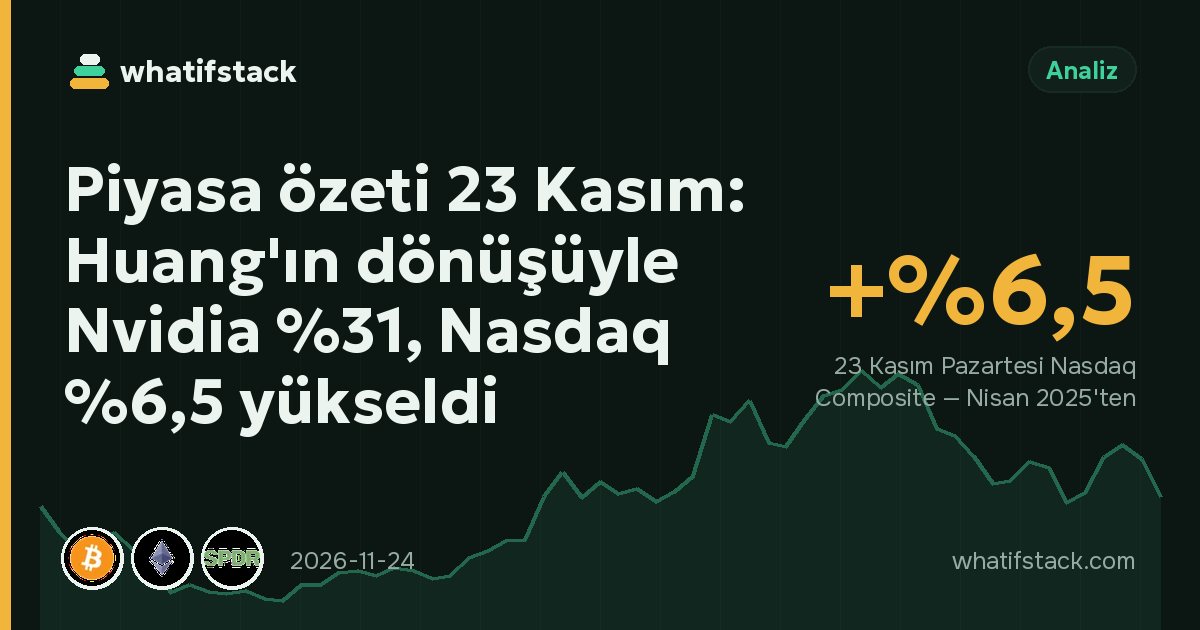 whatifstack
Analiz
Piyasa özeti 23 Kasım:
Huang'ın dönüşüyle
Nvidia %31, Nasdaq
%6,5 yükseldi
+%6,5
23 Kasım Pazartesi Nasdaq
Composite — Nisan 2025'ten
SPDR
2026-11-24
whatifstack.com